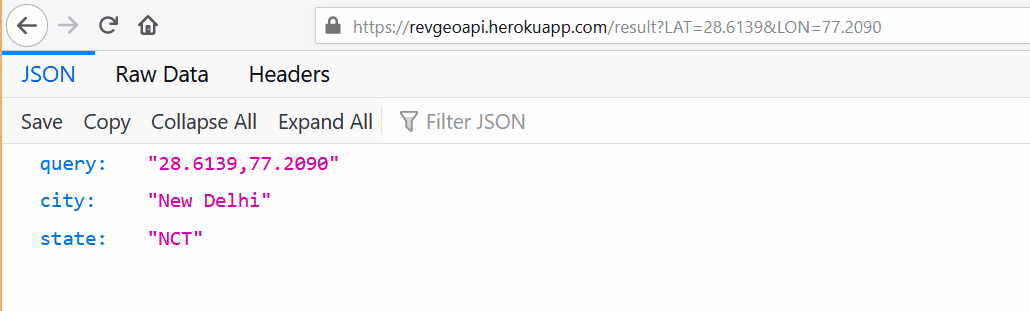 https://revgeoapi.herokuapp.com/result?LAT=28.6139&LON=77.2090
JSON Raw Data Headers
Save Copy Collapse All Expand All Filter JSON
query: "28.6139,77.2090"
city: "New Delhi"
state: "NCT"